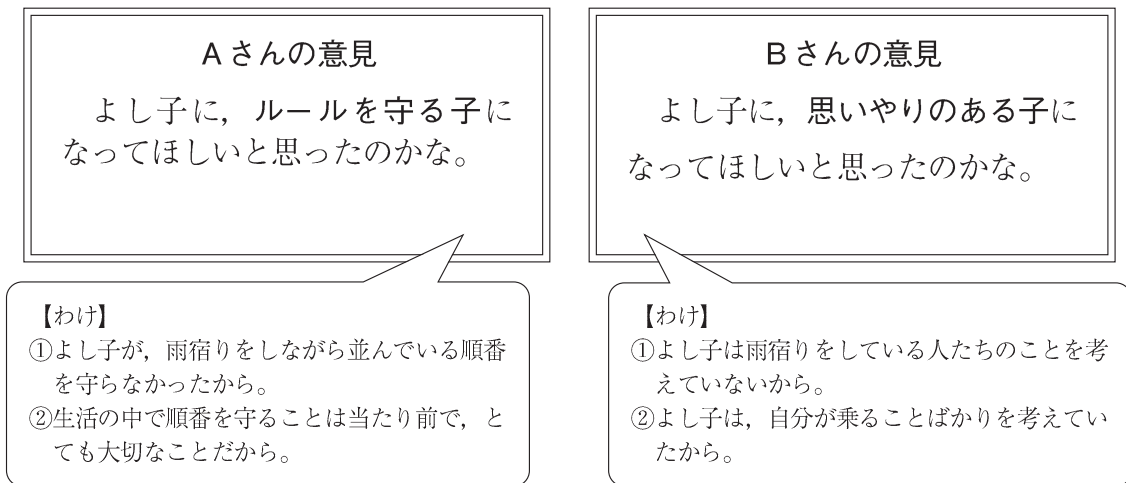 Aさんの意見
よし子に，ルールを守る子に
なってほしいと思ったのかな。
【わけ】
①よし子が，雨宿りをしながら並んでいる順番
を守らなかったから。
②生活の中で順番を守ることは当たり前で，と
ても大切なことだから。
Bさんの意見
よし子に，思いやりのある子に
なってほしいと思ったのかな。
【わけ】
①よし子は雨宿りをしている人たちのことを考
えていないから。
②よし子は，自分が乗ることばかりを考えてい
たから。